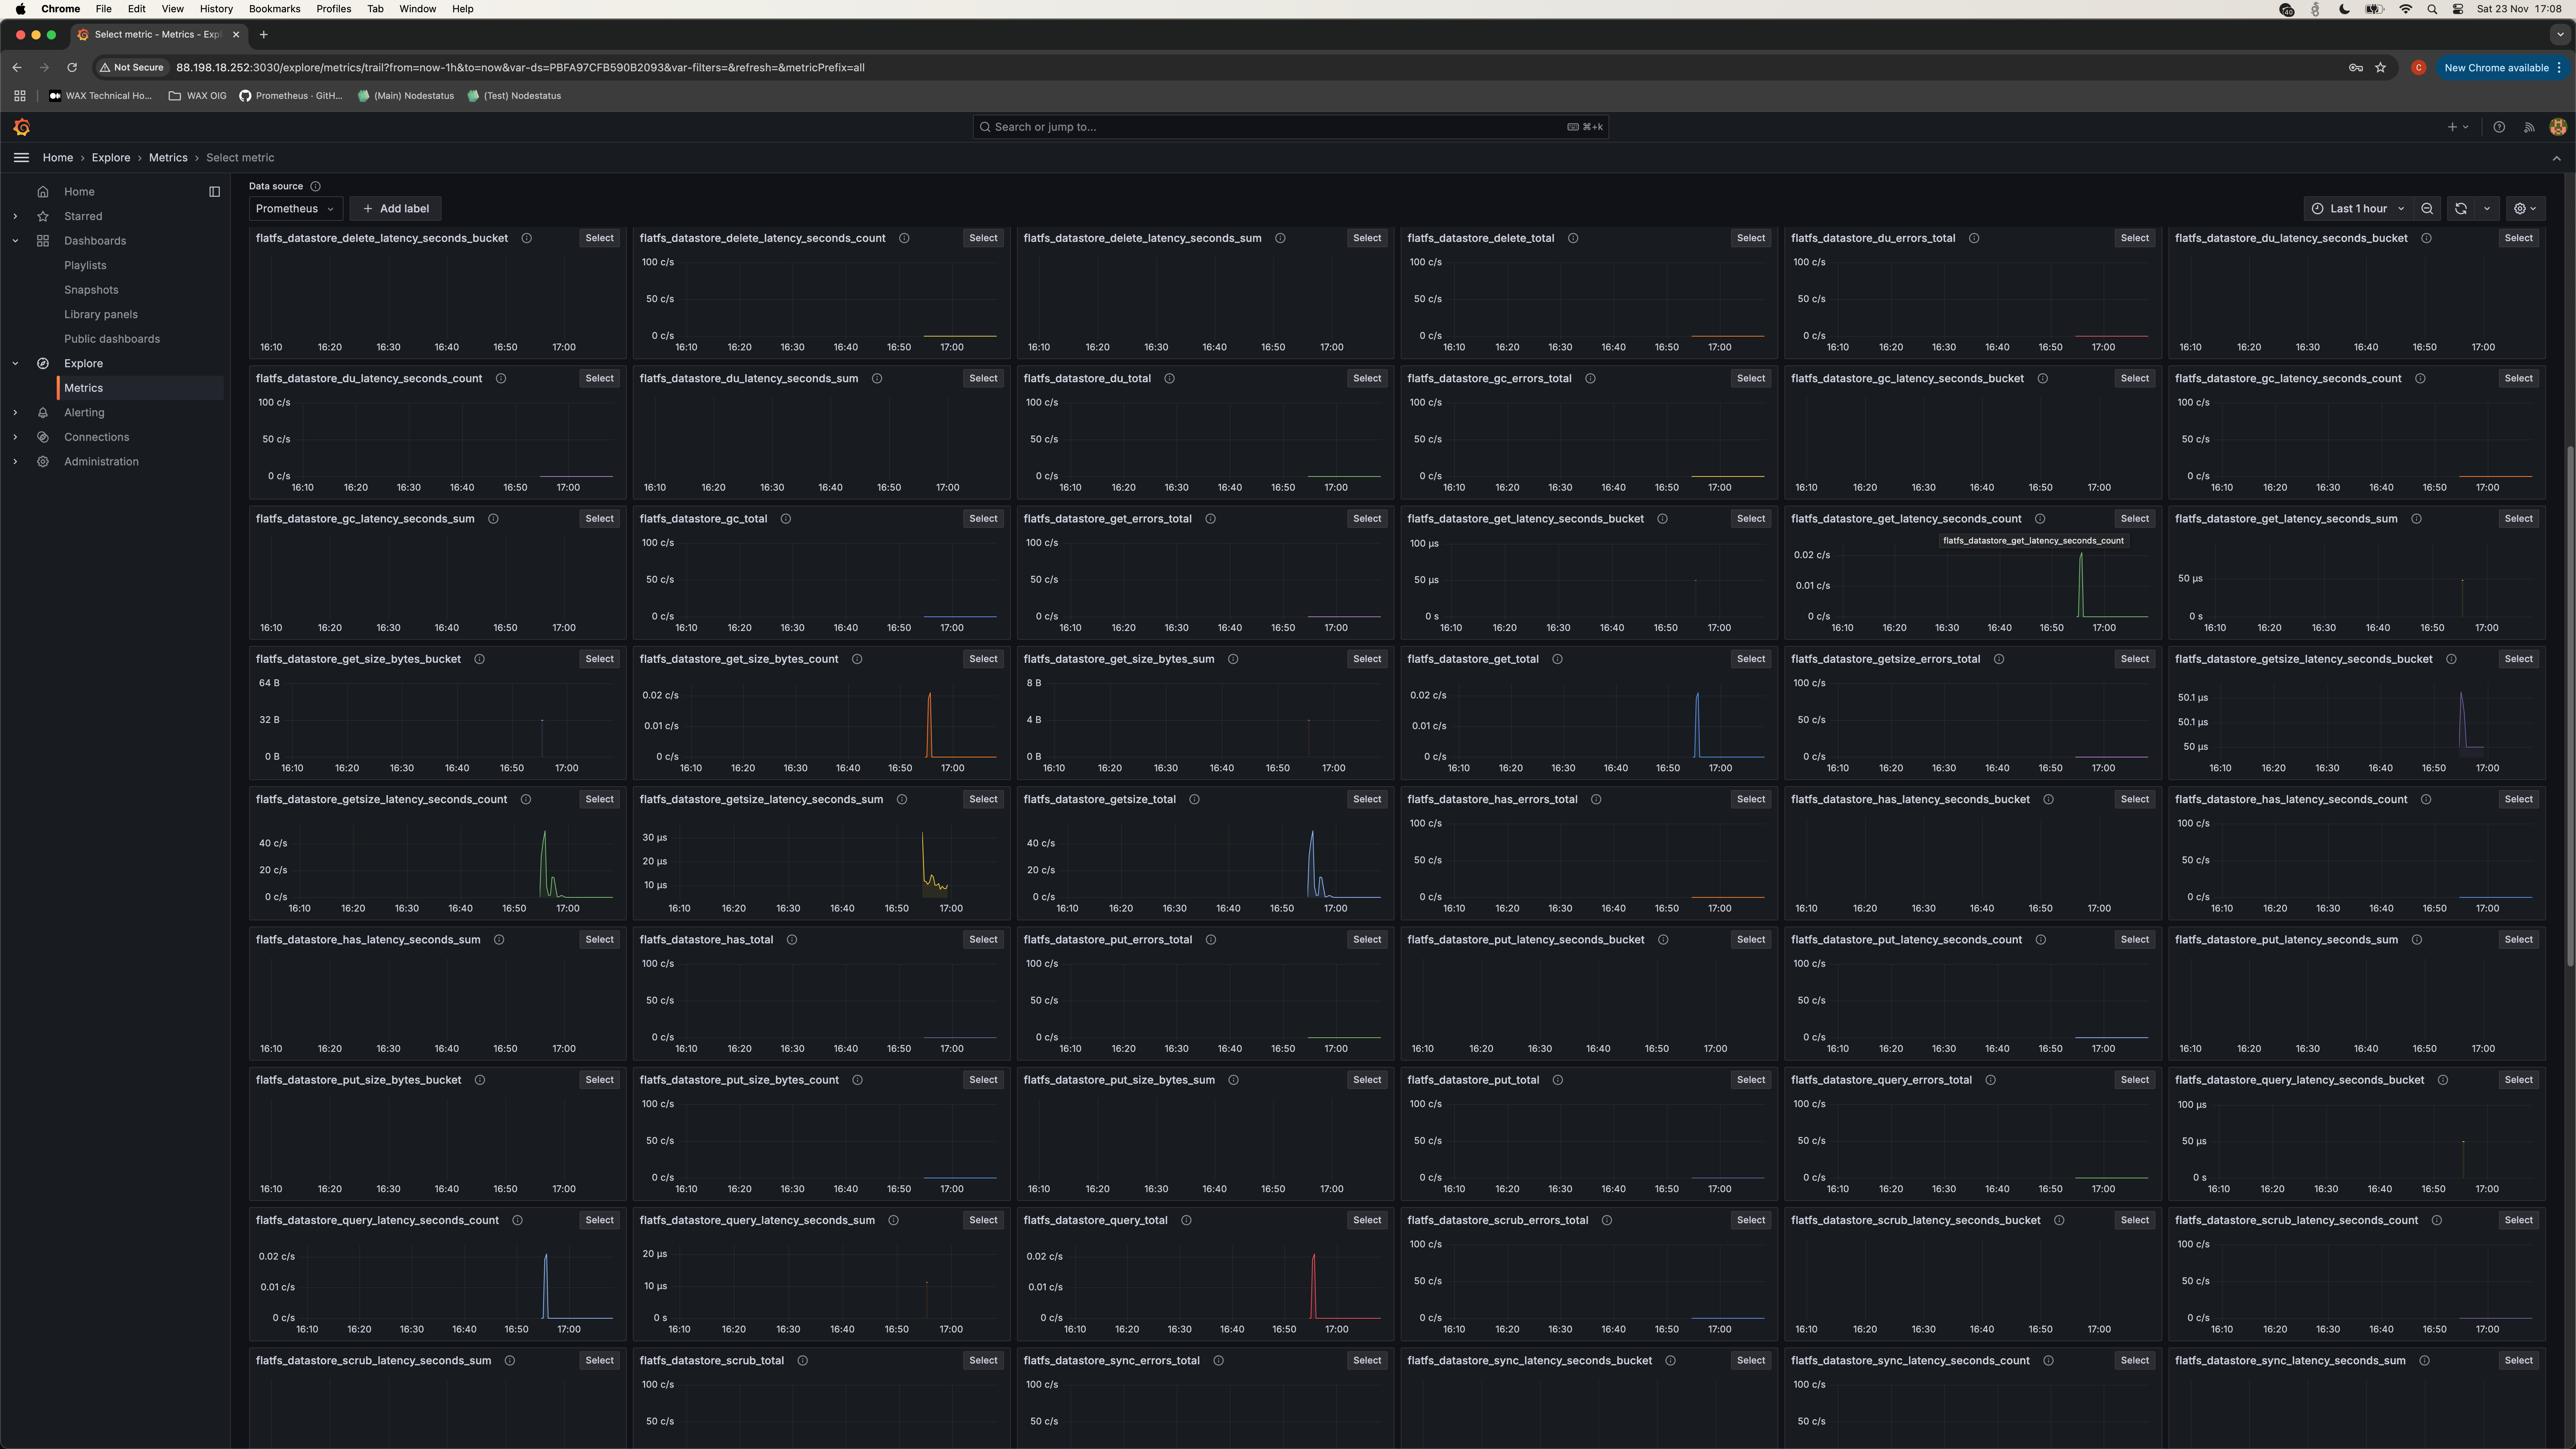 Chrome File Edit View History Bookmarks Profiles Tab Window Help
40
Sat 23 Nov 17:08
Select metric - Metrics - Expl
Not Secure 88.198.18.252:3030/explore/metrics/trail?from=now-1h&to=now&var-ds=PBFA97CFB590B2093&var-filters=&refresh=&metricPrefix=all
C
New Chrome available
WAX Technical Ho... WAX OIG Prometheus · GitH... (Main) Nodestatus (Test) Nodestatus
Search or jump to... ⌘+k
Home › Explore › Metrics › Select metric
Home
Starred
Dashboards
Playlists
Snapshots
Library panels
Public dashboards
Explore
Metrics
Alerting
Connections
Administration
Data source
Prometheus + Add label
Last 1 hour
flatfs_datastore_delete_latency_seconds_bucket Select
16:10 16:20 16:30 16:40 16:50 17:00
flatfs_datastore_delete_latency_seconds_count Select
100 c/s
50 c/s
0 c/s
16:10 16:20 16:30 16:40 16:50 17:00
flatfs_datastore_delete_latency_seconds_sum Select
16:10 16:20 16:30 16:40 16:50 17:00
flatfs_datastore_delete_total Select
100 c/s
50 c/s
0 c/s
16:10 16:20 16:30 16:40 16:50 17:00
flatfs_datastore_du_errors_total Select
100 c/s
50 c/s
0 c/s
16:10 16:20 16:30 16:40 16:50 17:00
flatfs_datastore_du_latency_seconds_bucket Select
16:10 16:20 16:30 16:40 16:50 17:00
flatfs_datastore_du_latency_seconds_count Select
100 c/s
50 c/s
0 c/s
16:10 16:20 16:30 16:40 16:50 17:00
flatfs_datastore_du_latency_seconds_sum Select
16:10 16:20 16:30 16:40 16:50 17:00
flatfs_datastore_du_total Select
100 c/s
50 c/s
0 c/s
16:10 16:20 16:30 16:40 16:50 17:00
flatfs_datastore_gc_errors_total Select
100 c/s
50 c/s
0 c/s
16:10 16:20 16:30 16:40 16:50 17:00
flatfs_datastore_gc_latency_seconds_bucket Select
16:10 16:20 16:30 16:40 16:50 17:00
flatfs_datastore_gc_latency_seconds_count Select
100 c/s
50 c/s
0 c/s
16:10 16:20 16:30 16:40 16:50 17:00
flatfs_datastore_gc_latency_seconds_sum Select
16:10 16:20 16:30 16:40 16:50 17:00
flatfs_datastore_gc_total Select
100 c/s
50 c/s
0 c/s
16:10 16:20 16:30 16:40 16:50 17:00
flatfs_datastore_get_errors_total Select
100 c/s
50 c/s
0 c/s
16:10 16:20 16:30 16:40 16:50 17:00
flatfs_datastore_get_latency_seconds_bucket Select
100 µs
50 µs
0 s
16:10 16:20 16:30 16:40 16:50 17:00
flatfs_datastore_get_latency_seconds_count Select
flatfs_datastore_get_latency_seconds_count
0.02 c/s
0.01 c/s
0 c/s
16:10 16:20 16:30 16:40 16:50 17:00
flatfs_datastore_get_latency_seconds_sum Select
50 µs
0 s
16:10 16:20 16:30 16:40 16:50 17:00
flatfs_datastore_get_size_bytes_bucket Select
64 B
32 B
0 B
16:10 16:20 16:30 16:40 16:50 17:00
flatfs_datastore_get_size_bytes_count Select
0.02 c/s
0.01 c/s
0 c/s
16:10 16:20 16:30 16:40 16:50 17:00
flatfs_datastore_get_size_bytes_sum Select
8 B
4 B
0 B
16:10 16:20 16:30 16:40 16:50 17:00
flatfs_datastore_get_total Select
0.02 c/s
0.01 c/s
0 c/s
16:10 16:20 16:30 16:40 16:50 17:00
flatfs_datastore_getsize_errors_total Select
100 c/s
50 c/s
0 c/s
16:10 16:20 16:30 16:40 16:50 17:00
flatfs_datastore_getsize_latency_seconds_bucket Select
50.1 µs
50.1 µs
50 µs
16:10 16:20 16:30 16:40 16:50 17:00
flatfs_datastore_getsize_latency_seconds_count Select
40 c/s
20 c/s
0 c/s
16:10 16:20 16:30 16:40 16:50 17:00
flatfs_datastore_getsize_latency_seconds_sum Select
30 µs
20 µs
10 µs
16:10 16:20 16:30 16:40 16:50 17:00
flatfs_datastore_getsize_total Select
40 c/s
20 c/s
0 c/s
16:10 16:20 16:30 16:40 16:50 17:00
flatfs_datastore_has_errors_total Select
100 c/s
50 c/s
0 c/s
16:10 16:20 16:30 16:40 16:50 17:00
flatfs_datastore_has_latency_seconds_bucket Select
16:10 16:20 16:30 16:40 16:50 17:00
flatfs_datastore_has_latency_seconds_count Select
100 c/s
50 c/s
0 c/s
16:10 16:20 16:30 16:40 16:50 17:00
flatfs_datastore_has_latency_seconds_sum Select
16:10 16:20 16:30 16:40 16:50 17:00
flatfs_datastore_has_total Select
100 c/s
50 c/s
0 c/s
16:10 16:20 16:30 16:40 16:50 17:00
flatfs_datastore_put_errors_total Select
100 c/s
50 c/s
0 c/s
16:10 16:20 16:30 16:40 16:50 17:00
flatfs_datastore_put_latency_seconds_bucket Select
16:10 16:20 16:30 16:40 16:50 17:00
flatfs_datastore_put_latency_seconds_count Select
100 c/s
50 c/s
0 c/s
16:10 16:20 16:30 16:40 16:50 17:00
flatfs_datastore_put_latency_seconds_sum Select
16:10 16:20 16:30 16:40 16:50 17:00
flatfs_datastore_put_size_bytes_bucket Select
16:10 16:20 16:30 16:40 16:50 17:00
flatfs_datastore_put_size_bytes_count Select
100 c/s
50 c/s
0 c/s
16:10 16:20 16:30 16:40 16:50 17:00
flatfs_datastore_put_size_bytes_sum Select
16:10 16:20 16:30 16:40 16:50 17:00
flatfs_datastore_put_total Select
100 c/s
50 c/s
0 c/s
16:10 16:20 16:30 16:40 16:50 17:00
flatfs_datastore_query_errors_total Select
100 c/s
50 c/s
0 c/s
16:10 16:20 16:30 16:40 16:50 17:00
flatfs_datastore_query_latency_seconds_bucket Select
100 µs
50 µs
0 s
16:10 16:20 16:30 16:40 16:50 17:00
flatfs_datastore_query_latency_seconds_count Select
0.02 c/s
0.01 c/s
0 c/s
16:10 16:20 16:30 16:40 16:50 17:00
flatfs_datastore_query_latency_seconds_sum Select
20 µs
10 µs
0 s
16:10 16:20 16:30 16:40 16:50 17:00
flatfs_datastore_query_total Select
0.02 c/s
0.01 c/s
0 c/s
16:10 16:20 16:30 16:40 16:50 17:00
flatfs_datastore_scrub_errors_total Select
100 c/s
50 c/s
0 c/s
16:10 16:20 16:30 16:40 16:50 17:00
flatfs_datastore_scrub_latency_seconds_bucket Select
16:10 16:20 16:30 16:40 16:50 17:00
flatfs_datastore_scrub_latency_seconds_count Select
100 c/s
50 c/s
0 c/s
16:10 16:20 16:30 16:40 16:50 17:00
flatfs_datastore_scrub_latency_seconds_sum Select
flatfs_datastore_scrub_total Select
100 c/s
50 c/s
flatfs_datastore_sync_errors_total Select
100 c/s
50 c/s
flatfs_datastore_sync_latency_seconds_bucket Select
flatfs_datastore_sync_latency_seconds_count Select
100 c/s
50 c/s
flatfs_datastore_sync_latency_seconds_sum Select